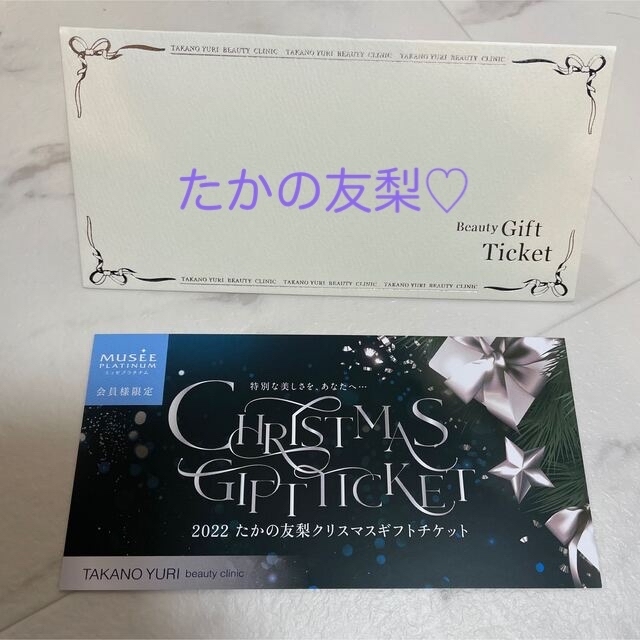 TAKANO YURI BEAUTY CLINIC TAKANO YURI BEAUTY CLINIC TAKANO YURI BEAUTY CLINIC
たかの友梨♡
Beauty Gift
Ticket
TAKANO YURI BEAUTY CLINIC TAKANO YURI BEAUTY CLINIC TAKANO YURI BEAUTY CLINIC
MUSÉE
PLATINUM
ミュゼプラチナム
会員様限定
特別な美しさを、あなたへ…
CHRISTMAS
GIFT TICKET
2022 たかの友梨クリスマスギフトチケット
TAKANO YURI beauty clinic